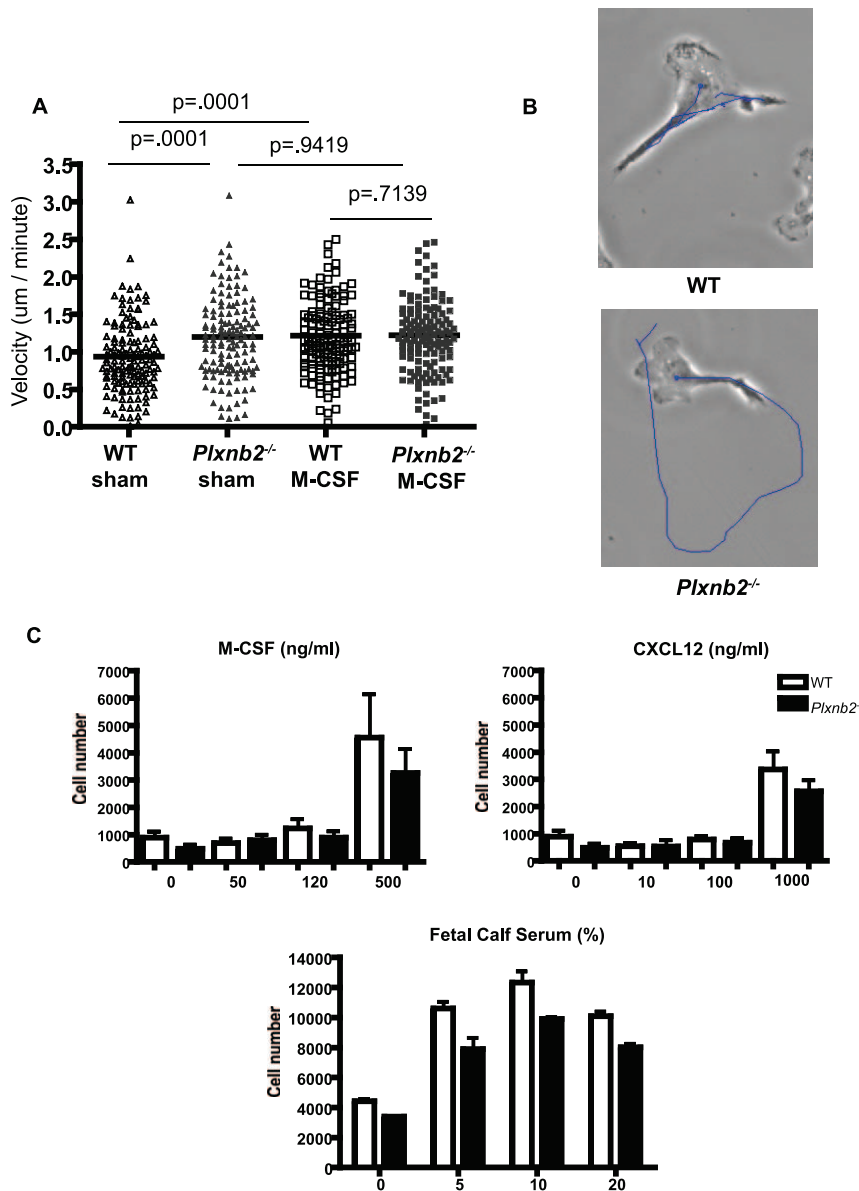 A
p=.0001
p=.0001
p=.9419
p=.7139
Velocity (um / minute)
3.5
3.0
2.5
2.0
1.5
1.0
0.5
0.0
WT sham
Plxnb2-/- sham
WT M-CSF
Plxnb2-/- M-CSF
B
WT
Plxnb2-/-
C
M-CSF (ng/ml)
Cell number
7000
6000
5000
4000
3000
2000
1000
0
0 50 120 500
CXCL12 (ng/ml)
WT
Plxnb2-
Cell number
7000
6000
5000
4000
3000
2000
1000
0
0 10 100 1000
Fetal Calf Serum (%)
Cell number
14000
12000
10000
8000
6000
4000
2000
0
0 5 10 20